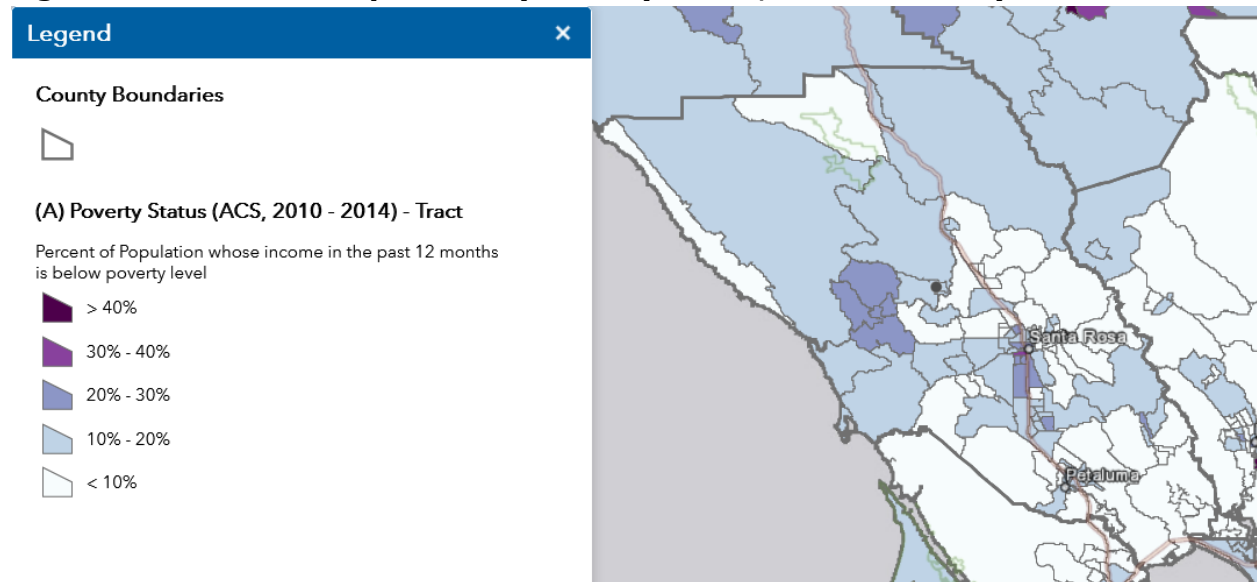 Legend ×
County Boundaries
(A) Poverty Status (ACS, 2010 - 2014) - Tract
Percent of Population whose income in the past 12 months
is below poverty level
> 40%
30% - 40%
20% - 30%
10% - 20%
< 10%
Santa Rosa
Petaluma